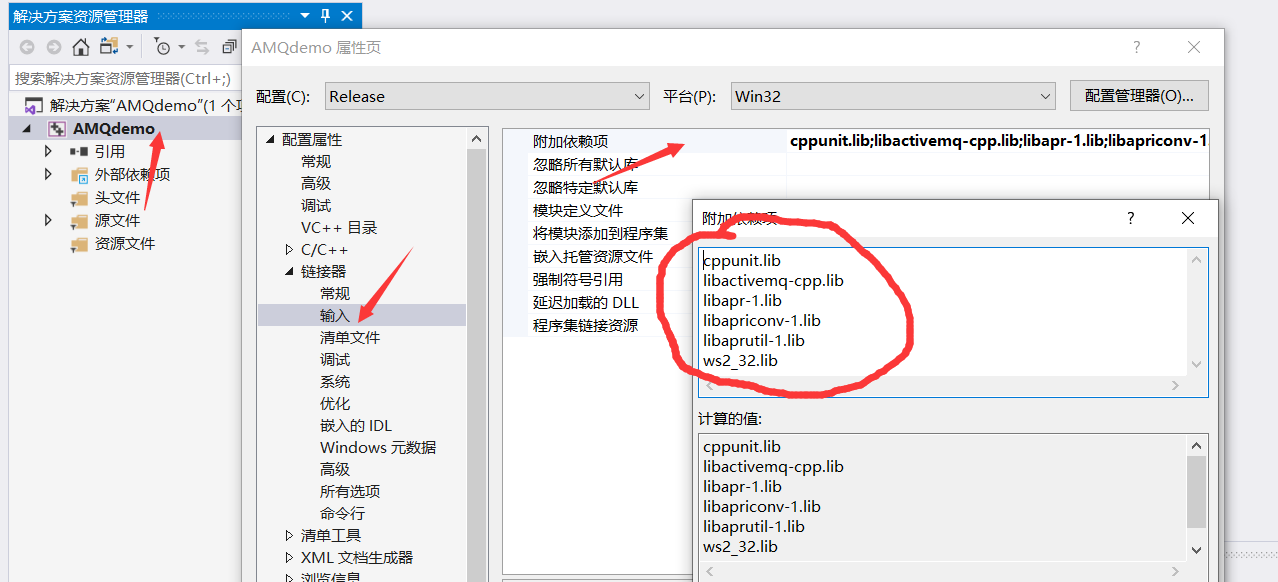 解决方案资源管理器
搜索解决方案资源管理器(Ctrl+;)
解决方案"AMQdemo"(1 个项
AMQdemo
引用
外部依赖项
头文件
源文件
资源文件
AMQdemo 属性页
配置(C):
Release
平台(P):
Win32
配置管理器(O)...
配置属性
常规
高级
调试
VC++ 目录
C/C++
链接器
常规
输入
清单文件
调试
系统
优化
嵌入的 IDL
Windows 元数据
高级
所有选项
命令行
清单工具
XML 文档生成器
浏览信息
附加依赖项
cppunit.lib;libactivemq-cpp.lib;libapr-1.lib;libapriconv-1.
忽略所有默认库
忽略特定默认库
模块定义文件
将模块添加到程序集
嵌入托管资源文件
强制符号引用
延迟加载的 DLL
程序集链接资源
附加依赖项
cppunit.lib
libactivemq-cpp.lib
libapr-1.lib
libapriconv-1.lib
libaprutil-1.lib
ws2_32.lib
计算的值:
cppunit.lib
libactivemq-cpp.lib
libapr-1.lib
libapriconv-1.lib
libaprutil-1.lib
ws2_32.lib